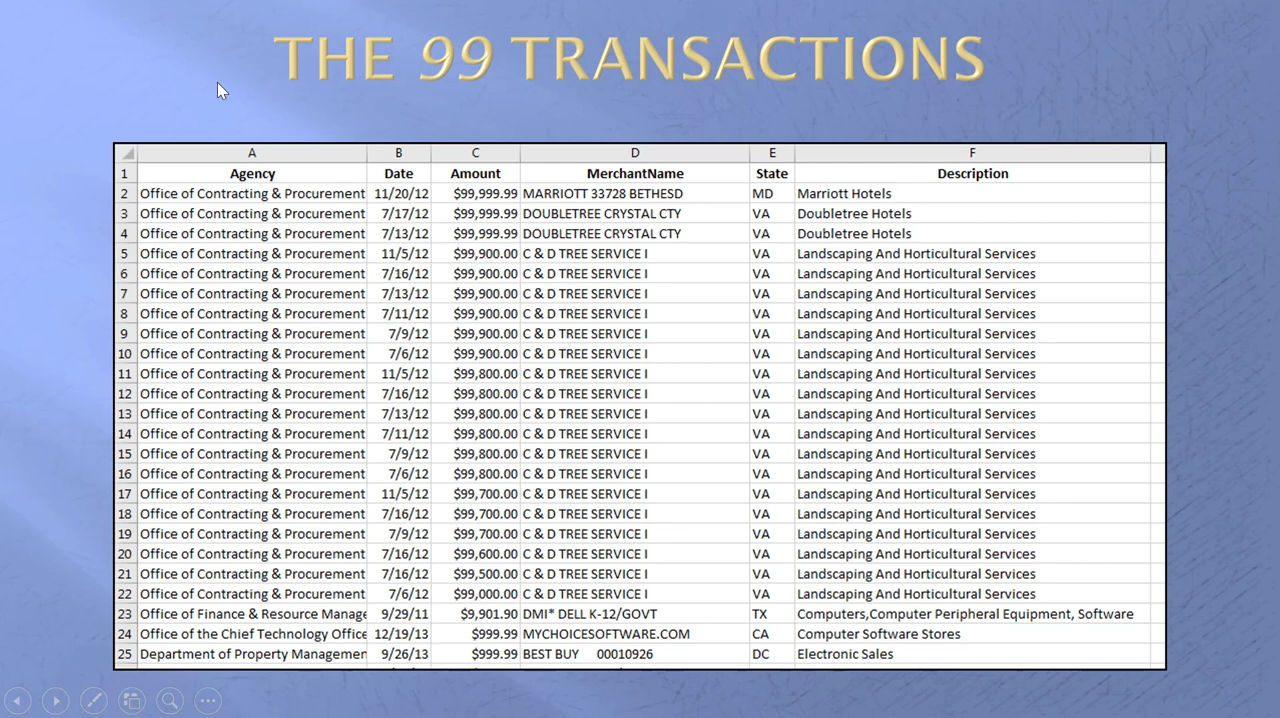 THE 99 TRANSACTIONS
A B C D E F
1 Agency Date Amount MerchantName State Description
2 Office of Contracting & Procurement 11/20/12 $99,999.99 MARRIOTT 33728 BETHESD MD Marriott Hotels
3 Office of Contracting & Procurement 7/17/12 $99,999.99 DOUBLETREE CRYSTAL CTY VA Doubletree Hotels
4 Office of Contracting & Procurement 7/13/12 $99,999.99 DOUBLETREE CRYSTAL CTY VA Doubletree Hotels
5 Office of Contracting & Procurement 11/5/12 $99,900.00 C & D TREE SERVICE I VA Landscaping And Horticultural Services
6 Office of Contracting & Procurement 7/16/12 $99,900.00 C & D TREE SERVICE I VA Landscaping And Horticultural Services
7 Office of Contracting & Procurement 7/13/12 $99,900.00 C & D TREE SERVICE I VA Landscaping And Horticultural Services
8 Office of Contracting & Procurement 7/11/12 $99,900.00 C & D TREE SERVICE I VA Landscaping And Horticultural Services
9 Office of Contracting & Procurement 7/9/12 $99,900.00 C & D TREE SERVICE I VA Landscaping And Horticultural Services
10 Office of Contracting & Procurement 7/6/12 $99,900.00 C & D TREE SERVICE I VA Landscaping And Horticultural Services
11 Office of Contracting & Procurement 11/5/12 $99,800.00 C & D TREE SERVICE I VA Landscaping And Horticultural Services
12 Office of Contracting & Procurement 7/16/12 $99,800.00 C & D TREE SERVICE I VA Landscaping And Horticultural Services
13 Office of Contracting & Procurement 7/13/12 $99,800.00 C & D TREE SERVICE I VA Landscaping And Horticultural Services
14 Office of Contracting & Procurement 7/11/12 $99,800.00 C & D TREE SERVICE I VA Landscaping And Horticultural Services
15 Office of Contracting & Procurement 7/9/12 $99,800.00 C & D TREE SERVICE I VA Landscaping And Horticultural Services
16 Office of Contracting & Procurement 7/6/12 $99,800.00 C & D TREE SERVICE I VA Landscaping And Horticultural Services
17 Office of Contracting & Procurement 11/5/12 $99,700.00 C & D TREE SERVICE I VA Landscaping And Horticultural Services
18 Office of Contracting & Procurement 7/16/12 $99,700.00 C & D TREE SERVICE I VA Landscaping And Horticultural Services
19 Office of Contracting & Procurement 7/9/12 $99,700.00 C & D TREE SERVICE I VA Landscaping And Horticultural Services
20 Office of Contracting & Procurement 7/16/12 $99,600.00 C & D TREE SERVICE I VA Landscaping And Horticultural Services
21 Office of Contracting & Procurement 7/16/12 $99,500.00 C & D TREE SERVICE I VA Landscaping And Horticultural Services
22 Office of Contracting & Procurement 7/6/12 $99,000.00 C & D TREE SERVICE I VA Landscaping And Horticultural Services
23 Office of Finance & Resource Manage 9/29/11 $9,901.90 DMI* DELL K-12/GOVT TX Computers,Computer Peripheral Equipment, Software
24 Office of the Chief Technology Office 12/19/13 $999.99 MYCHOICESOFTWARE.COM CA Computer Software Stores
25 Department of Property Managemen 9/26/13 $999.99 BEST BUY 00010926 DC Electronic Sales